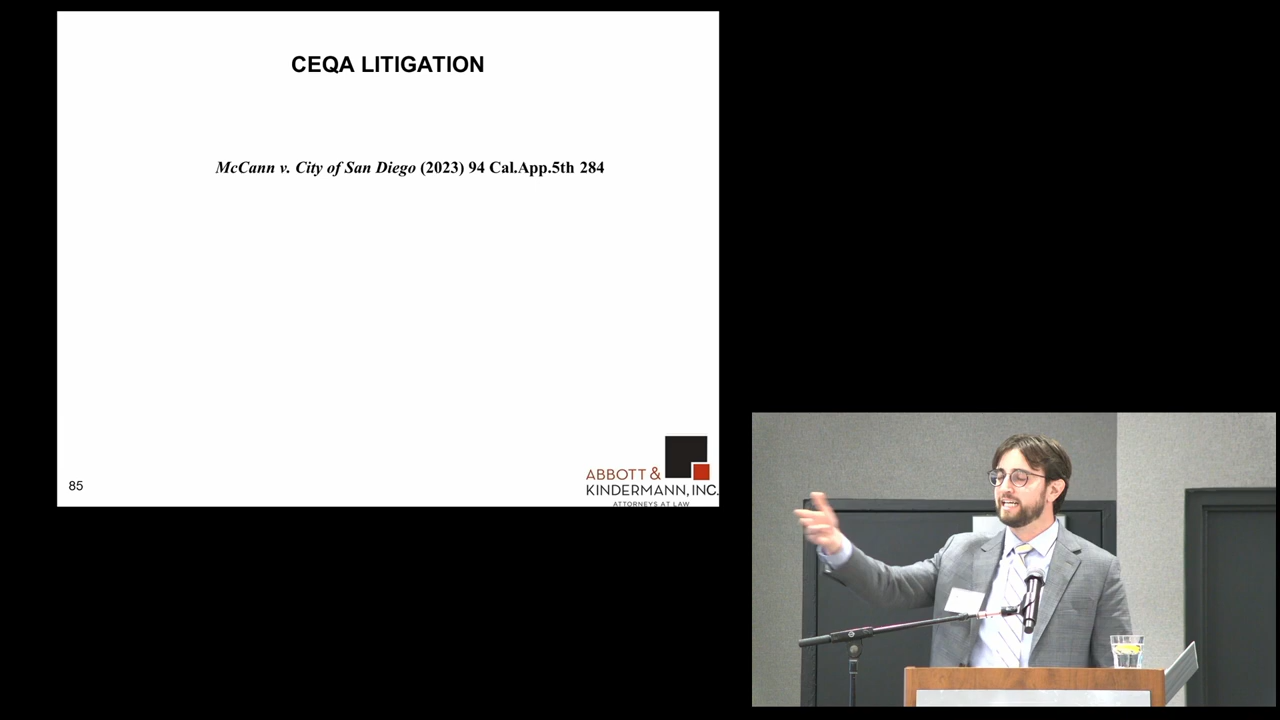 CEQA LITIGATION
McCann v. City of San Diego (2023) 94 Cal.App.5th 284
85
ABBOTT &
KINDERMANN, INC.
ATTORNEYS AT LAW